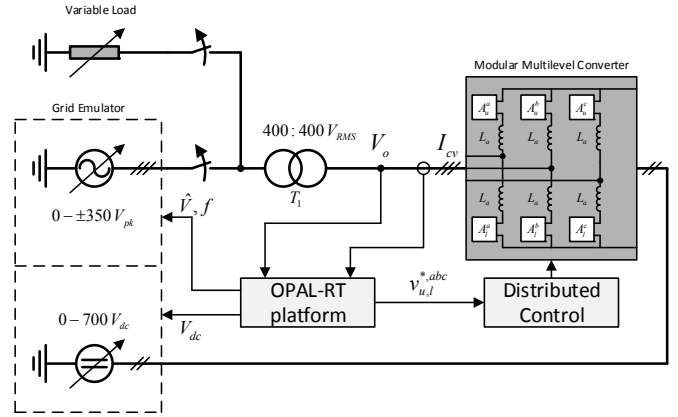 Variable Load
Modular Multilevel Converter
Grid Emulator
400 : 400 V_RMS
V_o
I_cv
T_1
A_u^a
A_u^b
A_u^c
L_a
L_a
L_a
L_a
L_a
L_a
A_l^a
A_l^b
A_l^c
0 – ±350 V_pk
V̂, f
OPAL-RT
platform
v_{u,l}^{*,abc}
Distributed
Control
0 – 700 V_dc
V_dc